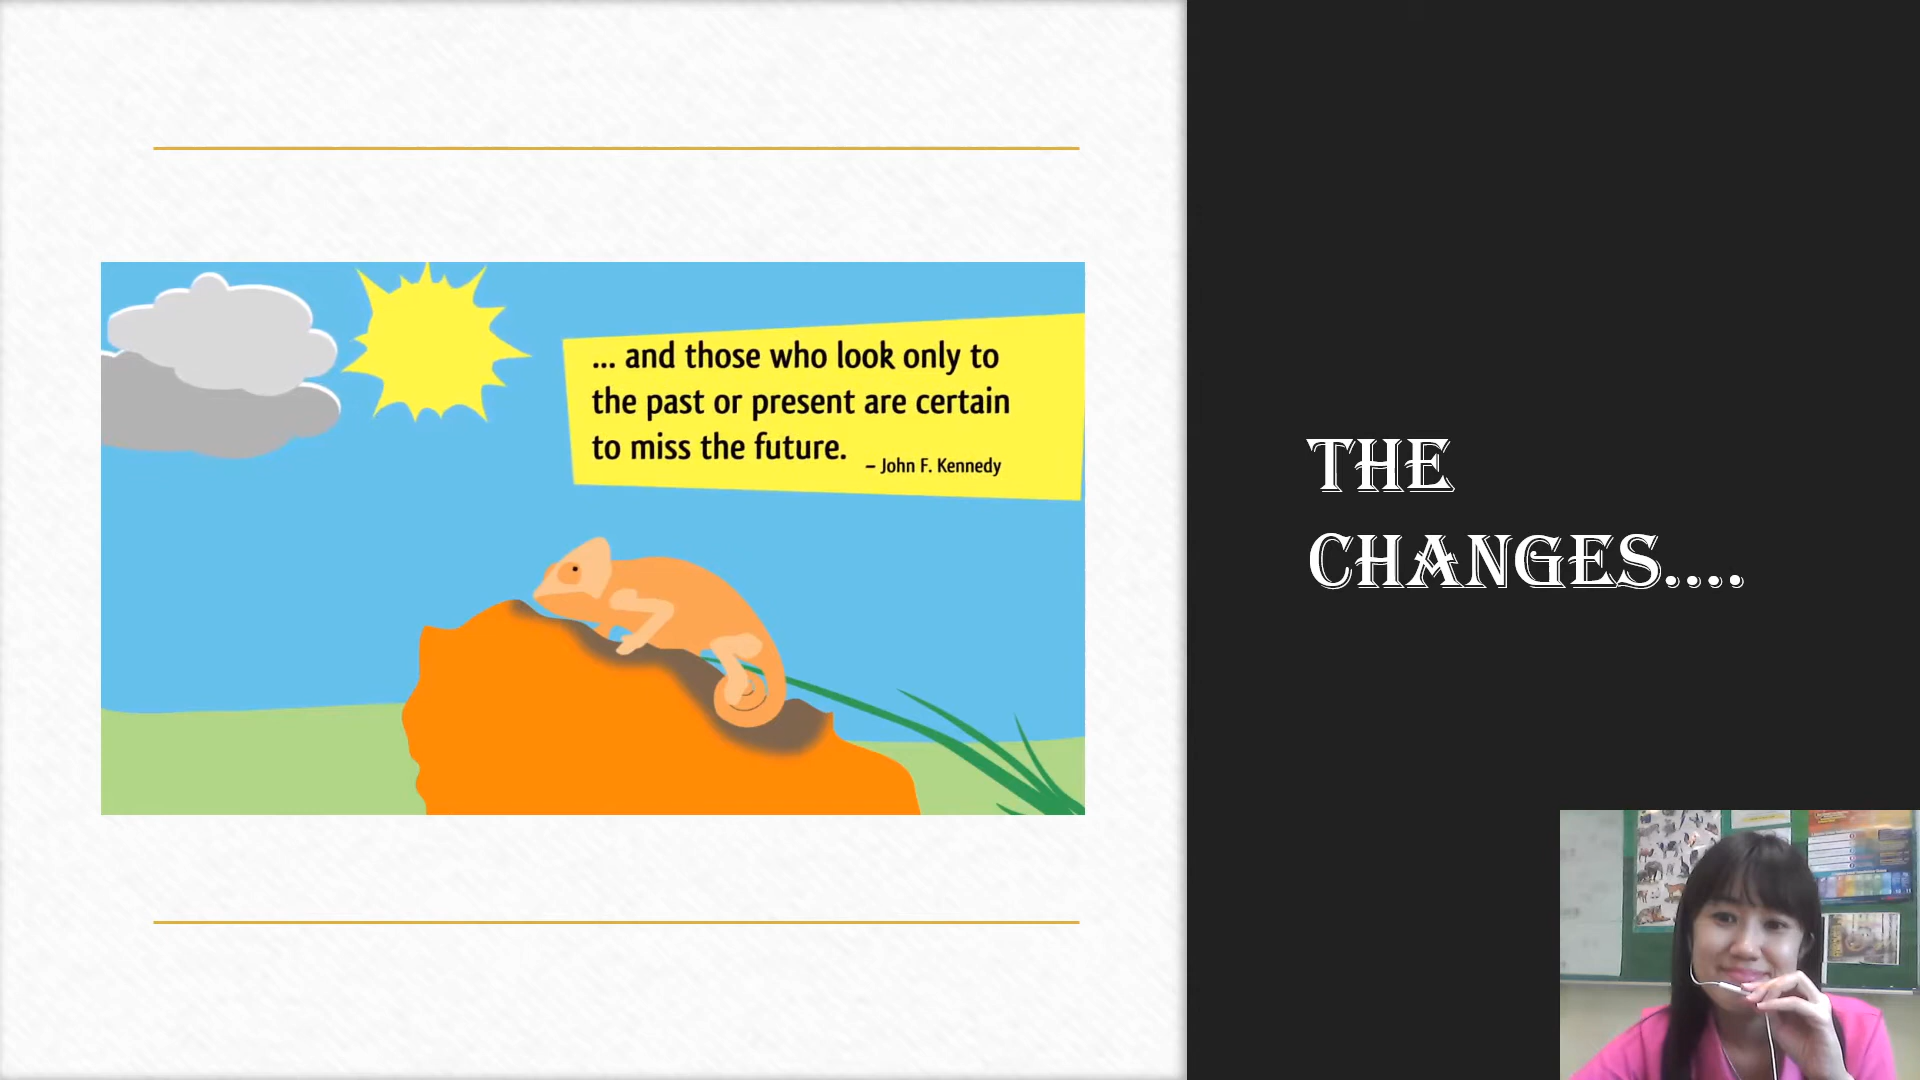 ... and those who look only to
the past or present are certain
to miss the future.
– John F. Kennedy
THE
CHANGES....